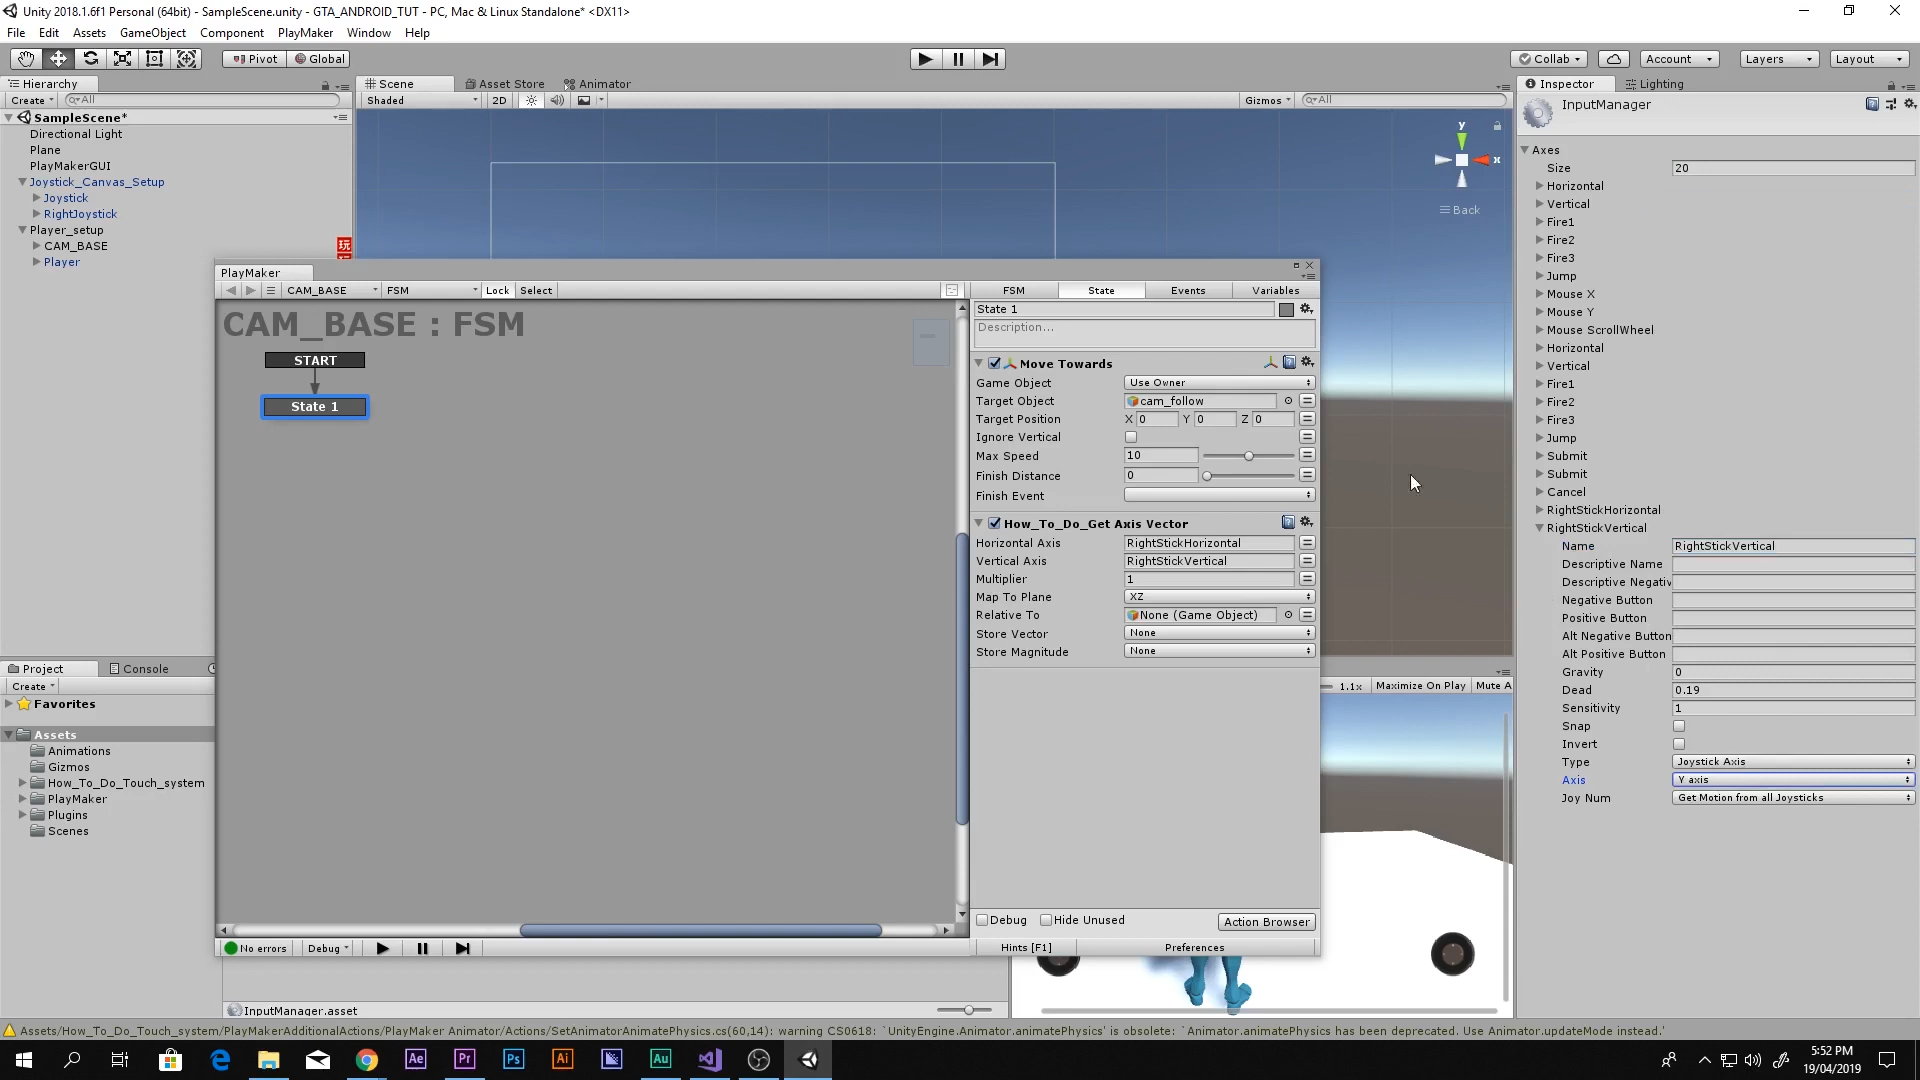 Unity 2018.1.6f1 Personal (64bit) - SampleScene.unity - GTA_ANDROID_TUT - PC, Mac & Linux Standalone* <DX11>
File Edit Assets GameObject Component PlayMaker Window Help
Pivot Global Collab Account Layers Layout
Hierarchy Scene Asset Store Animator Inspector Lighting
Create All Shaded 2D Gizmos All
InputManager
SampleScene*
Directional Light
Plane
PlayMakerGUI
Joystick_Canvas_Setup
Joystick
RightJoystick
Player_setup
CAM_BASE
Player
玩
y
x
Back
PlayMaker
CAM_BASE FSM Lock Select
CAM_BASE : FSM
START
State 1
FSM State Events Variables
State 1
Description...
Move Towards
Game Object Use Owner
Target Object cam_follow
Target Position X 0 Y 0 Z 0
Ignore Vertical
Max Speed 10
Finish Distance 0
Finish Event
How_To_Do_Get Axis Vector
Horizontal Axis RightStickHorizontal
Vertical Axis RightStickVertical
Multiplier 1
Map To Plane XZ
Relative To None (Game Object)
Store Vector None
Store Magnitude None
Debug Hide Unused Action Browser
Hints [F1] Preferences
No errors Debug
Axes
Size 20
Horizontal
Vertical
Fire1
Fire2
Fire3
Jump
Mouse X
Mouse Y
Mouse ScrollWheel
Horizontal
Vertical
Fire1
Fire2
Fire3
Jump
Submit
Submit
Cancel
RightStickHorizontal
RightStickVertical
Name RightStickVertical
Descriptive Name
Descriptive Negativ
Negative Button
Positive Button
Alt Negative Button
Alt Positive Button
Gravity 0
Dead 0.19
Sensitivity 1
Snap
Invert
Type Joystick Axis
Axis Y axis
Joy Num Get Motion from all Joysticks
Project Console
Create
Favorites
Assets
Animations
Gizmos
How_To_Do_Touch_system
PlayMaker
Plugins
Scenes
1.1x Maximize On Play Mute A
InputManager.asset
Assets/How_To_Do_Touch_system/PlayMakerAdditionalActions/PlayMaker Animator/Actions/SetAnimatorAnimatePhysics.cs(60,14): warning CS0618: `UnityEngine.Animator.animatePhysics' is obsolete: `Animator.animatePhysics has been deprecated. Use Animator.updateMode instead.'
Ae Pr Ps Ai Au
5:52 PM
19/04/2019